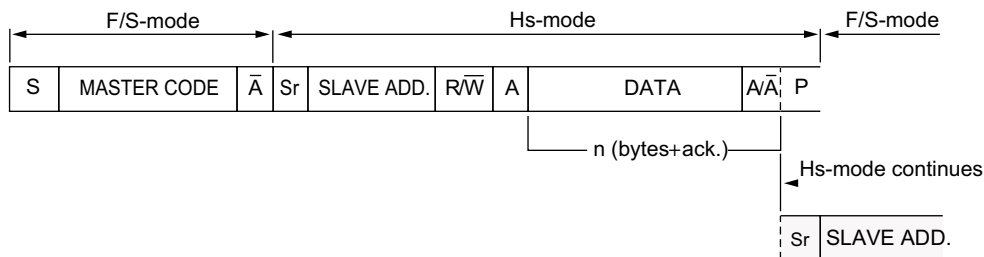 F/S-mode Hs-mode F/S-mode
S MASTER CODE A̅ Sr SLAVE ADD. R/W̅ A DATA A/A̅ P
n (bytes+ack.)
Hs-mode continues
Sr SLAVE ADD.